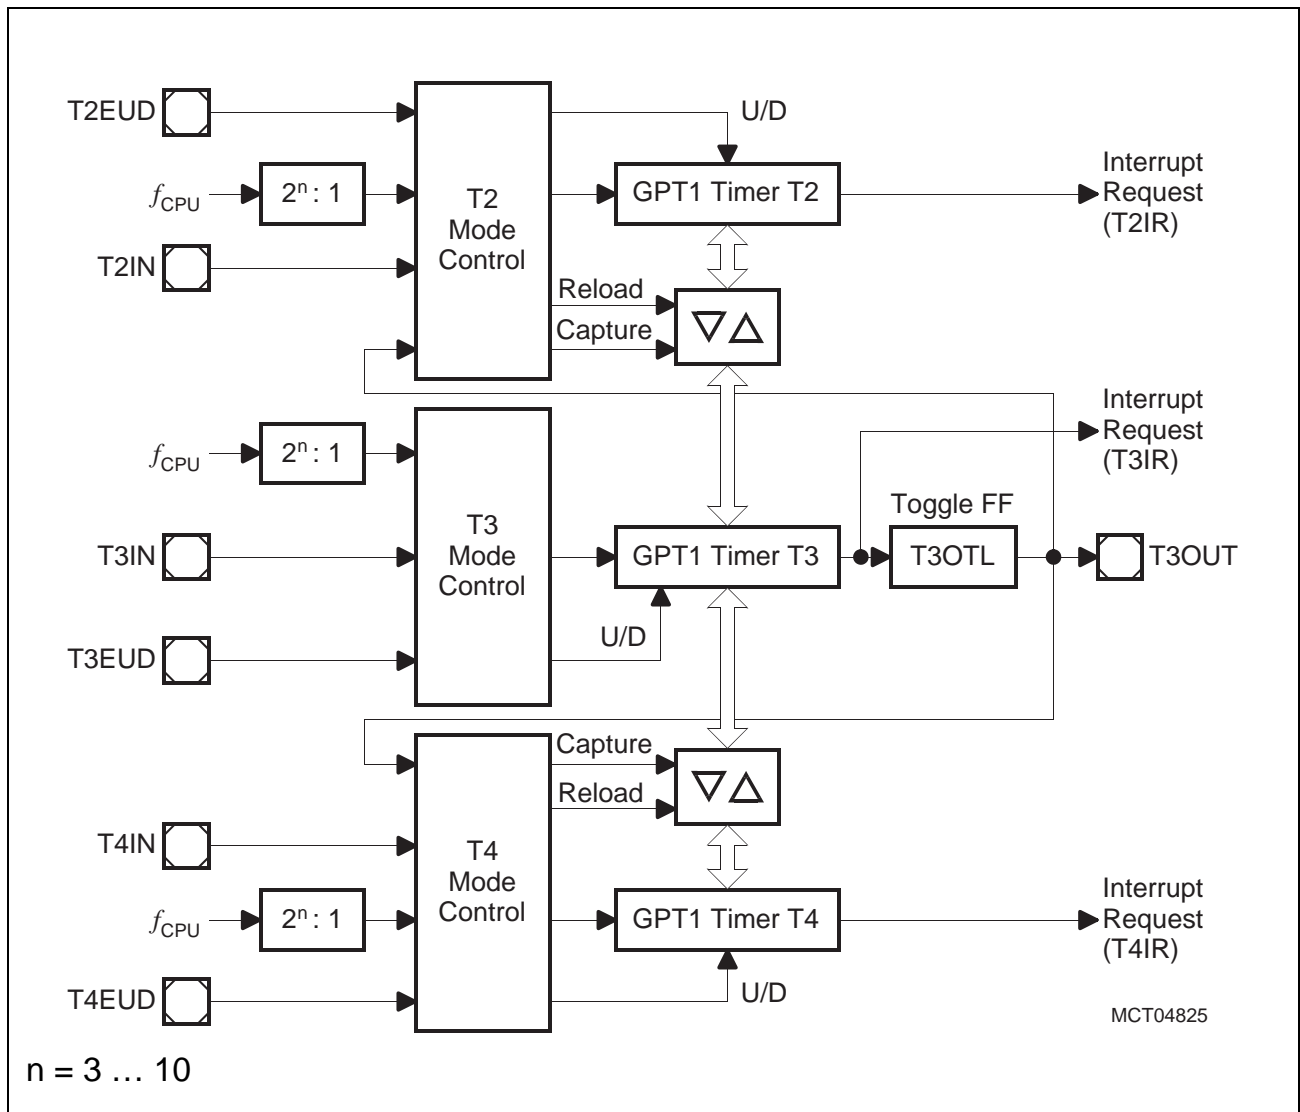 T2EUD
U/D
fCPU
2ⁿ : 1
T2
Mode
Control
GPT1 Timer T2
Interrupt
Request
(T2IR)
T2IN
Reload
Capture
fCPU
2ⁿ : 1
Interrupt
Request
(T3IR)
T3
Mode
Control
Toggle FF
T3IN
GPT1 Timer T3
T3OTL
T3OUT
U/D
T3EUD
Capture
Reload
T4IN
T4
Mode
Control
fCPU
2ⁿ : 1
GPT1 Timer T4
Interrupt
Request
(T4IR)
T4EUD
U/D
MCT04825
n = 3 … 10